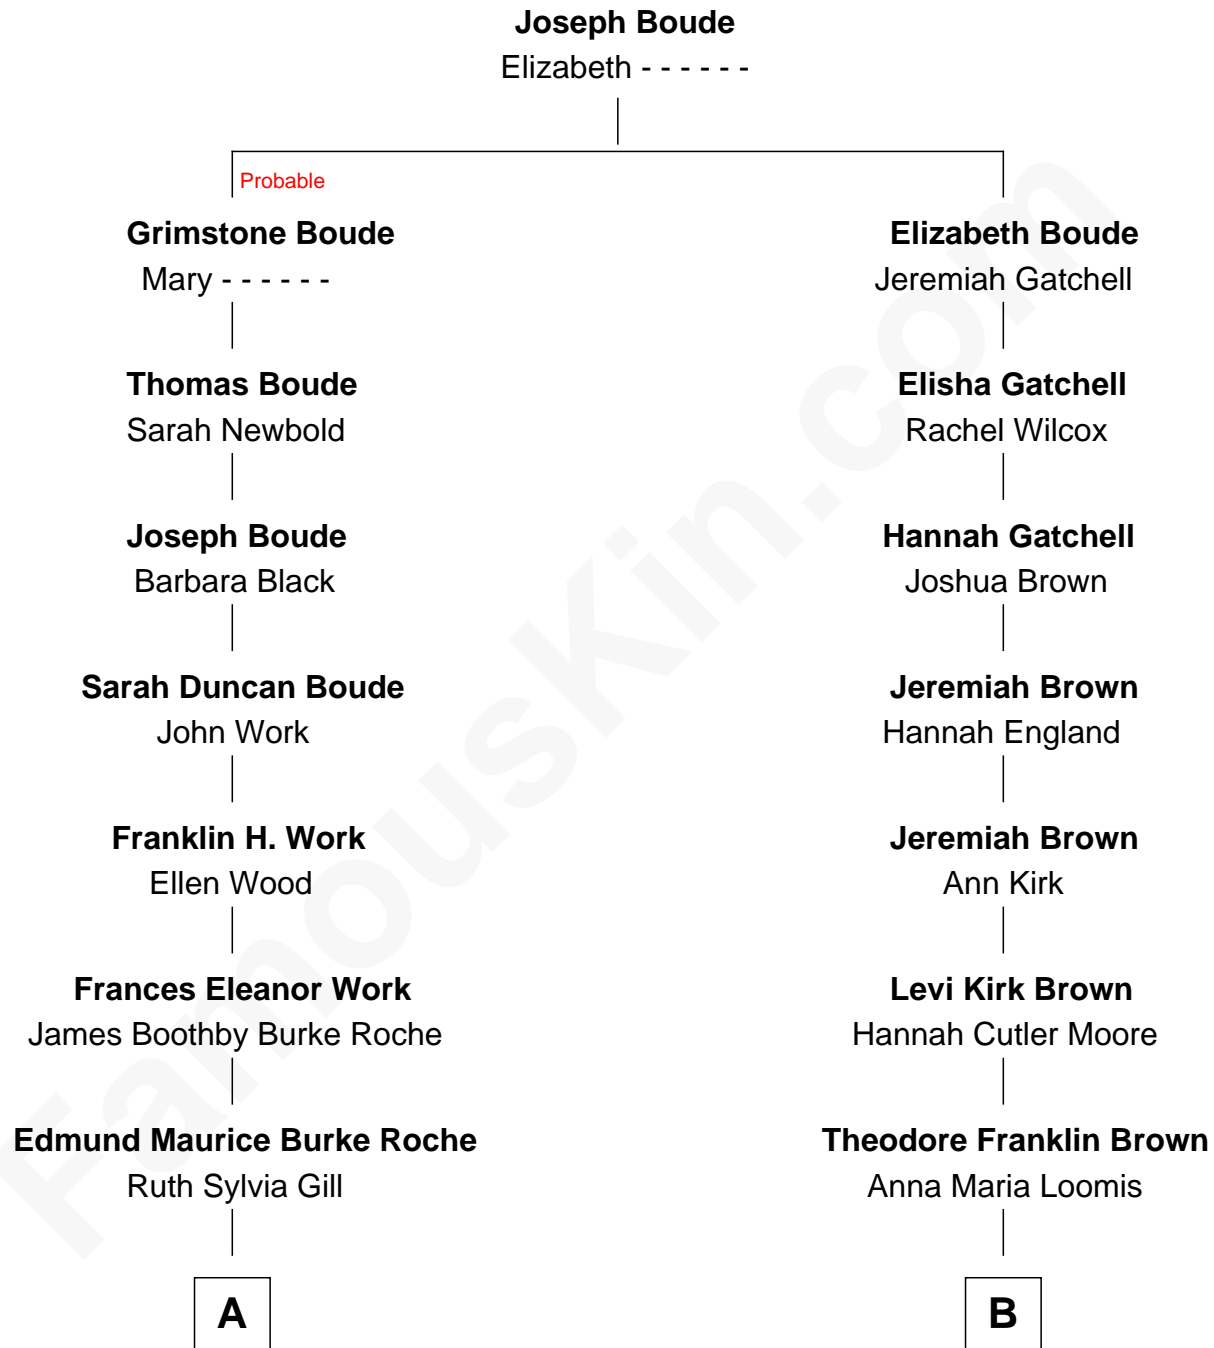 Joseph Boude
Elizabeth - - - - - -
Probable
Grimstone Boude
Mary - - - - - -
Elizabeth Boude
Jeremiah Gatchell
Thomas Boude
Sarah Newbold
Elisha Gatchell
Rachel Wilcox
Joseph Boude
Barbara Black
Hannah Gatchell
Joshua Brown
Sarah Duncan Boude
John Work
Jeremiah Brown
Hannah England
Franklin H. Work
Ellen Wood
Jeremiah Brown
Ann Kirk
Frances Eleanor Work
James Boothby Burke Roche
Levi Kirk Brown
Hannah Cutler Moore
Edmund Maurice Burke Roche
Ruth Sylvia Gill
Theodore Franklin Brown
Anna Maria Loomis
A
B
FamousKin.com